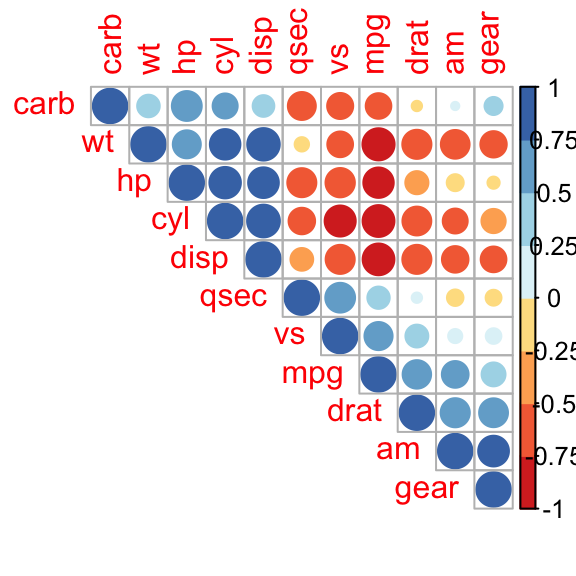 carb wt hp cyl disp qsec vs mpg drat am gear
carb
wt
hp
cyl
disp
qsec
vs
mpg
drat
am
gear
1
0.75
0.5
0.25
0
-0.25
-0.5
-0.75
-1